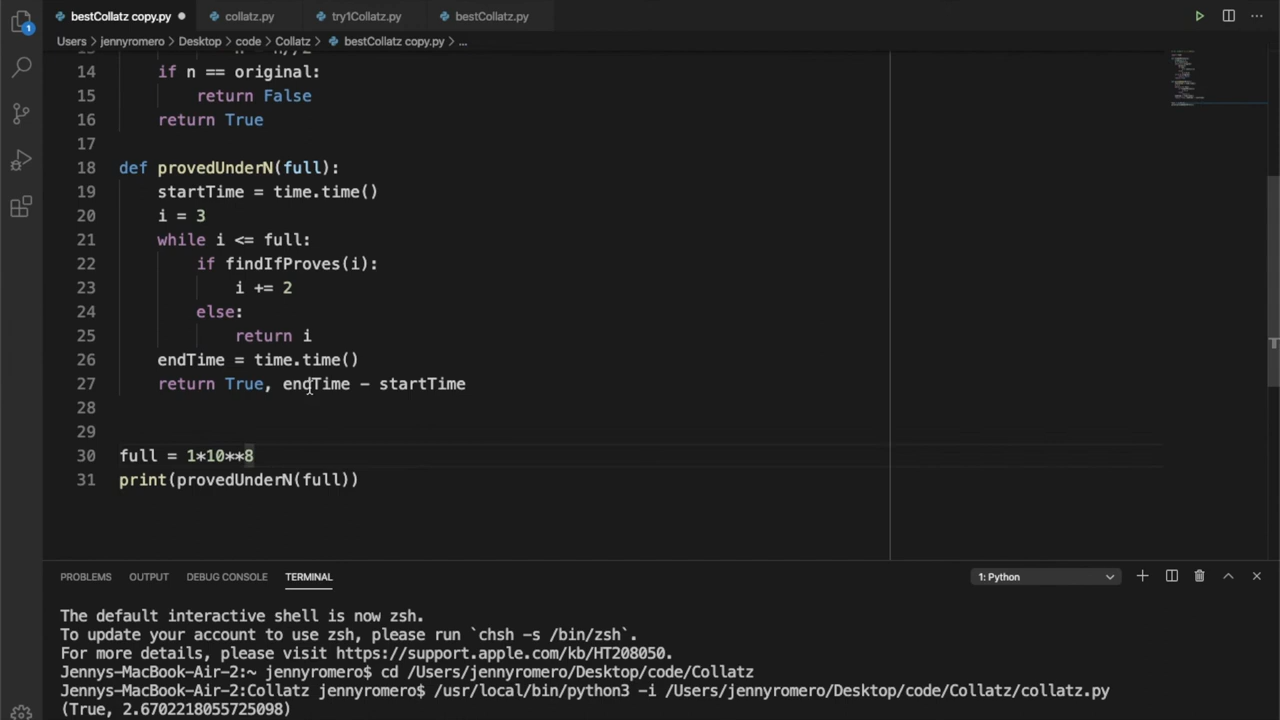 bestCollatz copy.py collatz.py try1Collatz.py bestCollatz.py
Users > jennyromero > Desktop > code > Collatz > bestCollatz copy.py > ...
14 if n == original:
15 return False
16 return True
17
18 def provedUnderN(full):
19 startTime = time.time()
20 i = 3
21 while i <= full:
22 if findIfProves(i):
23 i += 2
24 else:
25 return i
26 endTime = time.time()
27 return True, endTime - startTime
28
29
30 full = 1*10**8
31 print(provedUnderN(full))
PROBLEMS OUTPUT DEBUG CONSOLE TERMINAL 1: Python
The default interactive shell is now zsh.
To update your account to use zsh, please run `chsh -s /bin/zsh`.
For more details, please visit https://support.apple.com/kb/HT208050.
Jennys-MacBook-Air-2:~ jennyromero$ cd /Users/jennyromero/Desktop/code/Collatz
Jennys-MacBook-Air-2:Collatz jennyromero$ /usr/local/bin/python3 -i /Users/jennyromero/Desktop/code/Collatz/collatz.py
(True, 2.6702218055725098)